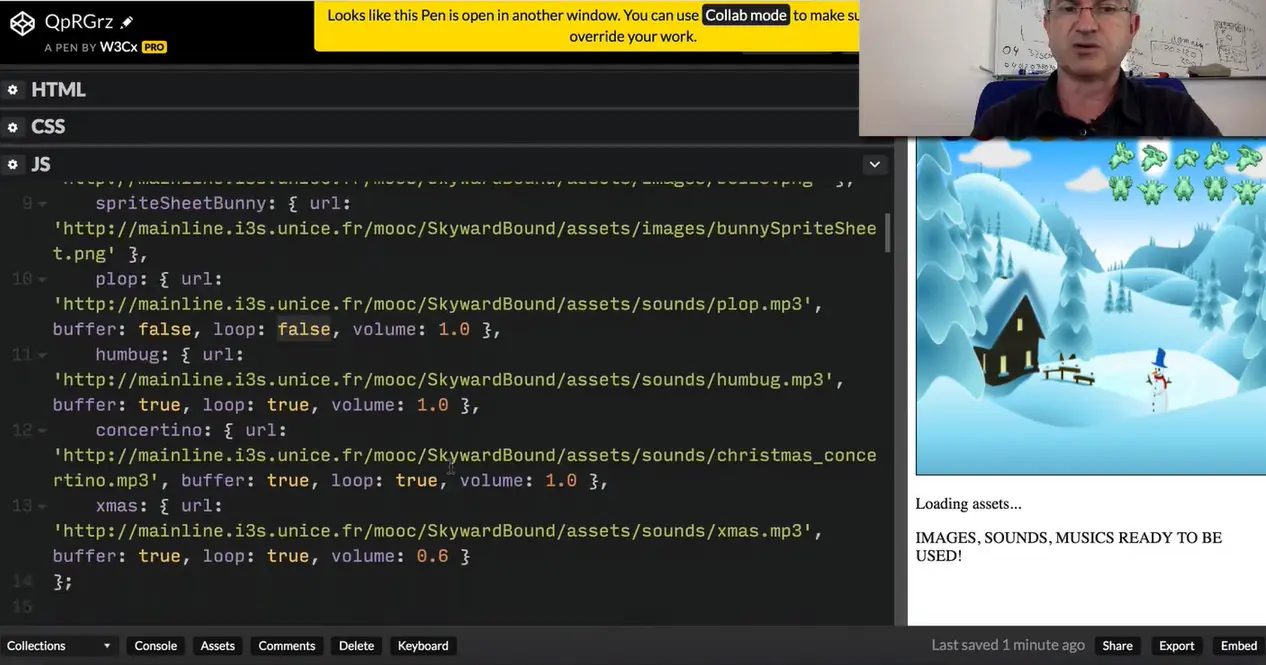 QpRGrz
A PEN BY W3Cx PRO
Looks like this Pen is open in another window. You can use Collab mode to make su
override your work.
HTML
CSS
JS
9 spriteSheetBunny: { url:
'http://mainline.i3s.unice.fr/mooc/SkywardBound/assets/images/bunnySpriteShee
t.png' },
10 plop: { url:
'http://mainline.i3s.unice.fr/mooc/SkywardBound/assets/sounds/plop.mp3',
buffer: false, loop: false, volume: 1.0 },
11 humbug: { url:
'http://mainline.i3s.unice.fr/mooc/SkywardBound/assets/sounds/humbug.mp3',
buffer: true, loop: true, volume: 1.0 },
12 concertino: { url:
'http://mainline.i3s.unice.fr/mooc/SkywardBound/assets/sounds/christmas_conce
rtino.mp3', buffer: true, loop: true, volume: 1.0 },
13 xmas: { url:
'http://mainline.i3s.unice.fr/mooc/SkywardBound/assets/sounds/xmas.mp3',
buffer: true, loop: true, volume: 0.6 }
14 };
15
Loading assets...
IMAGES, SOUNDS, MUSICS READY TO BE
USED!
Collections Console Assets Comments Delete Keyboard Last saved 1 minute ago Share Export Embed